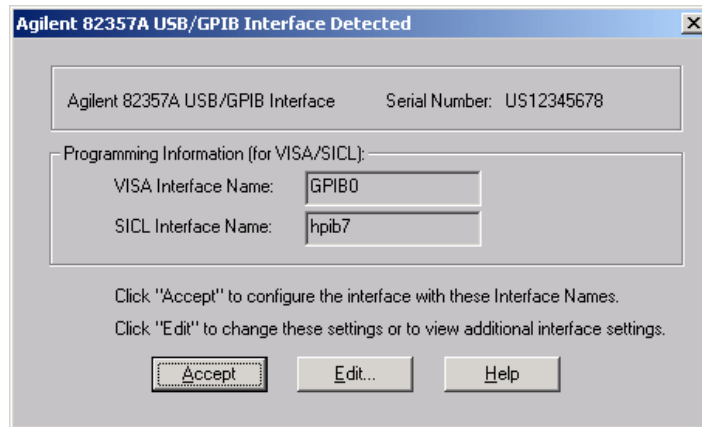 Agilent 82357A USB/GPIB Interface Detected
Agilent 82357A USB/GPIB Interface Serial Number: US12345678
Programming Information (for VISA/SICL):
VISA Interface Name: GPIB0
SICL Interface Name: hpib7
Click "Accept" to configure the interface with these Interface Names.
Click "Edit" to change these settings or to view additional interface settings.
Accept Edit... Help